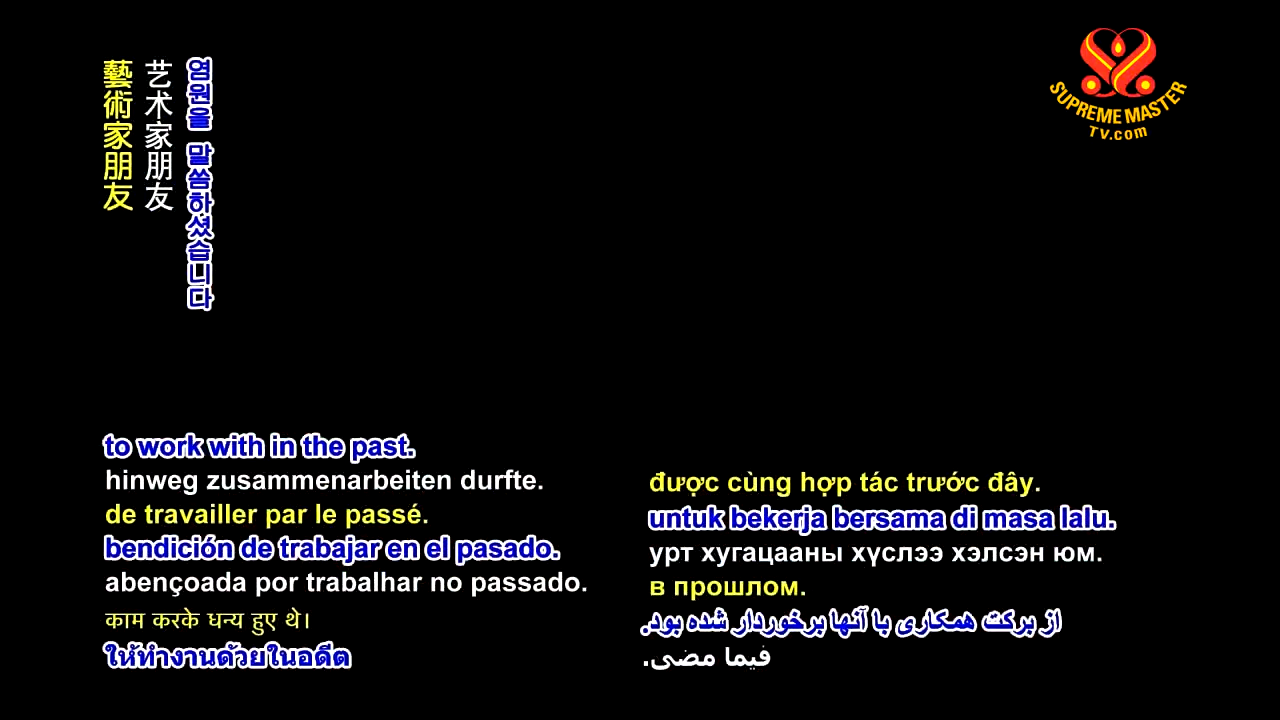 藝術家朋友
艺术家朋友
염원을 말씀하셨습니다
SUPREME MASTER
TV.com
to work with in the past.
hinweg zusammenarbeiten durfte.
de travailler par le passé.
bendición de trabajar en el pasado.
abençoada por trabalhar no passado.
काम करके धन्य हुए थे।
ให้ทำงานด้วยในอดีต
được cùng hợp tác trước đây.
untuk bekerja bersama di masa lalu.
урт хугацааны хүслээ хэлсэн юм.
в прошлом.
از برکت همکاری با آنها برخوردار شده بود.
فيما مضى.